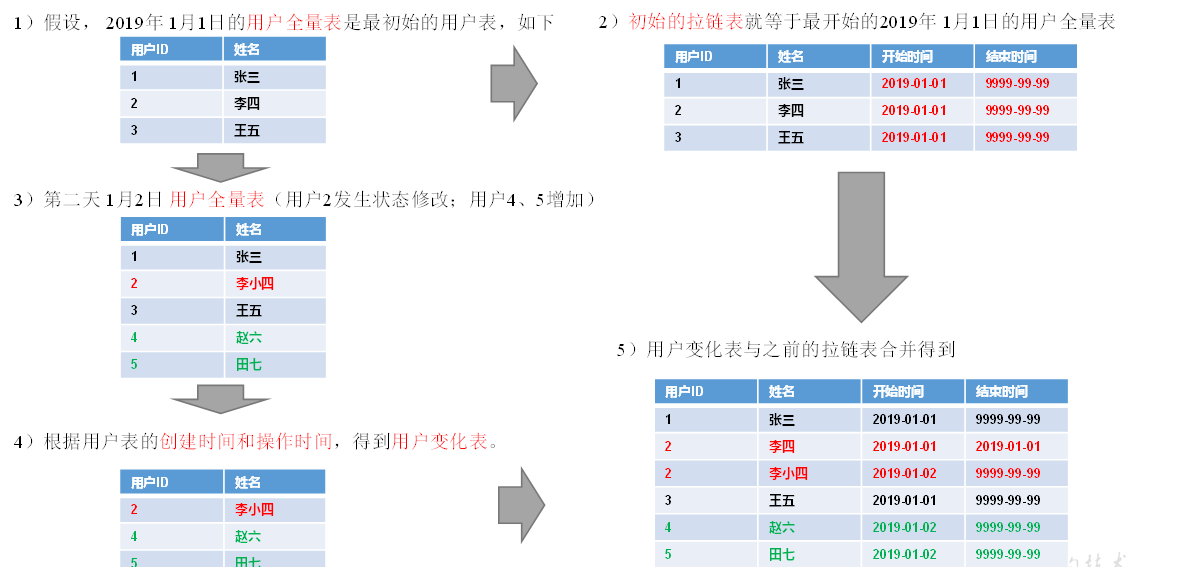 1）假设， 2019年 1月1日的用户全量表是最初始的用户表，如下
用户ID 姓名
1 张三
2 李四
3 王五
2）初始的拉链表就等于最开始的2019年 1月1日的用户全量表
用户ID 姓名 开始时间 结束时间
1 张三 2019-01-01 9999-99-99
2 李四 2019-01-01 9999-99-99
3 王五 2019-01-01 9999-99-99
3）第二天 1月2日 用户全量表（用户2发生状态修改；用户4、5增加）
用户ID 姓名
1 张三
2 李小四
3 王五
4 赵六
5 田七
4）根据用户表的创建时间和操作时间，得到用户变化表。
用户ID 姓名
2 李小四
4 赵六
5 田七
5）用户变化表与之前的拉链表合并得到
用户ID 姓名 开始时间 结束时间
1 张三 2019-01-01 9999-99-99
2 李四 2019-01-01 2019-01-01
2 李小四 2019-01-02 9999-99-99
3 王五 2019-01-01 9999-99-99
4 赵六 2019-01-02 9999-99-99
5 田七 2019-01-02 9999-99-99